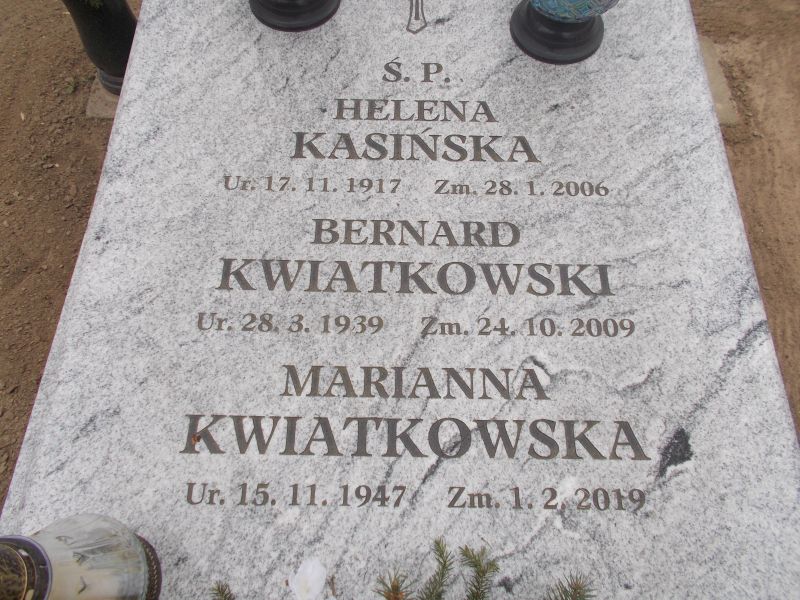 Ś. P.
HELENA
KASIŃSKA
Ur. 17. 11. 1917 Zm. 28. 1. 2006
BERNARD
KWIATKOWSKI
Ur. 28. 3. 1939 Zm. 24. 10. 2009
MARIANNA
KWIATKOWSKA
Ur. 15. 11. 1947 Zm. 1. 2. 2019